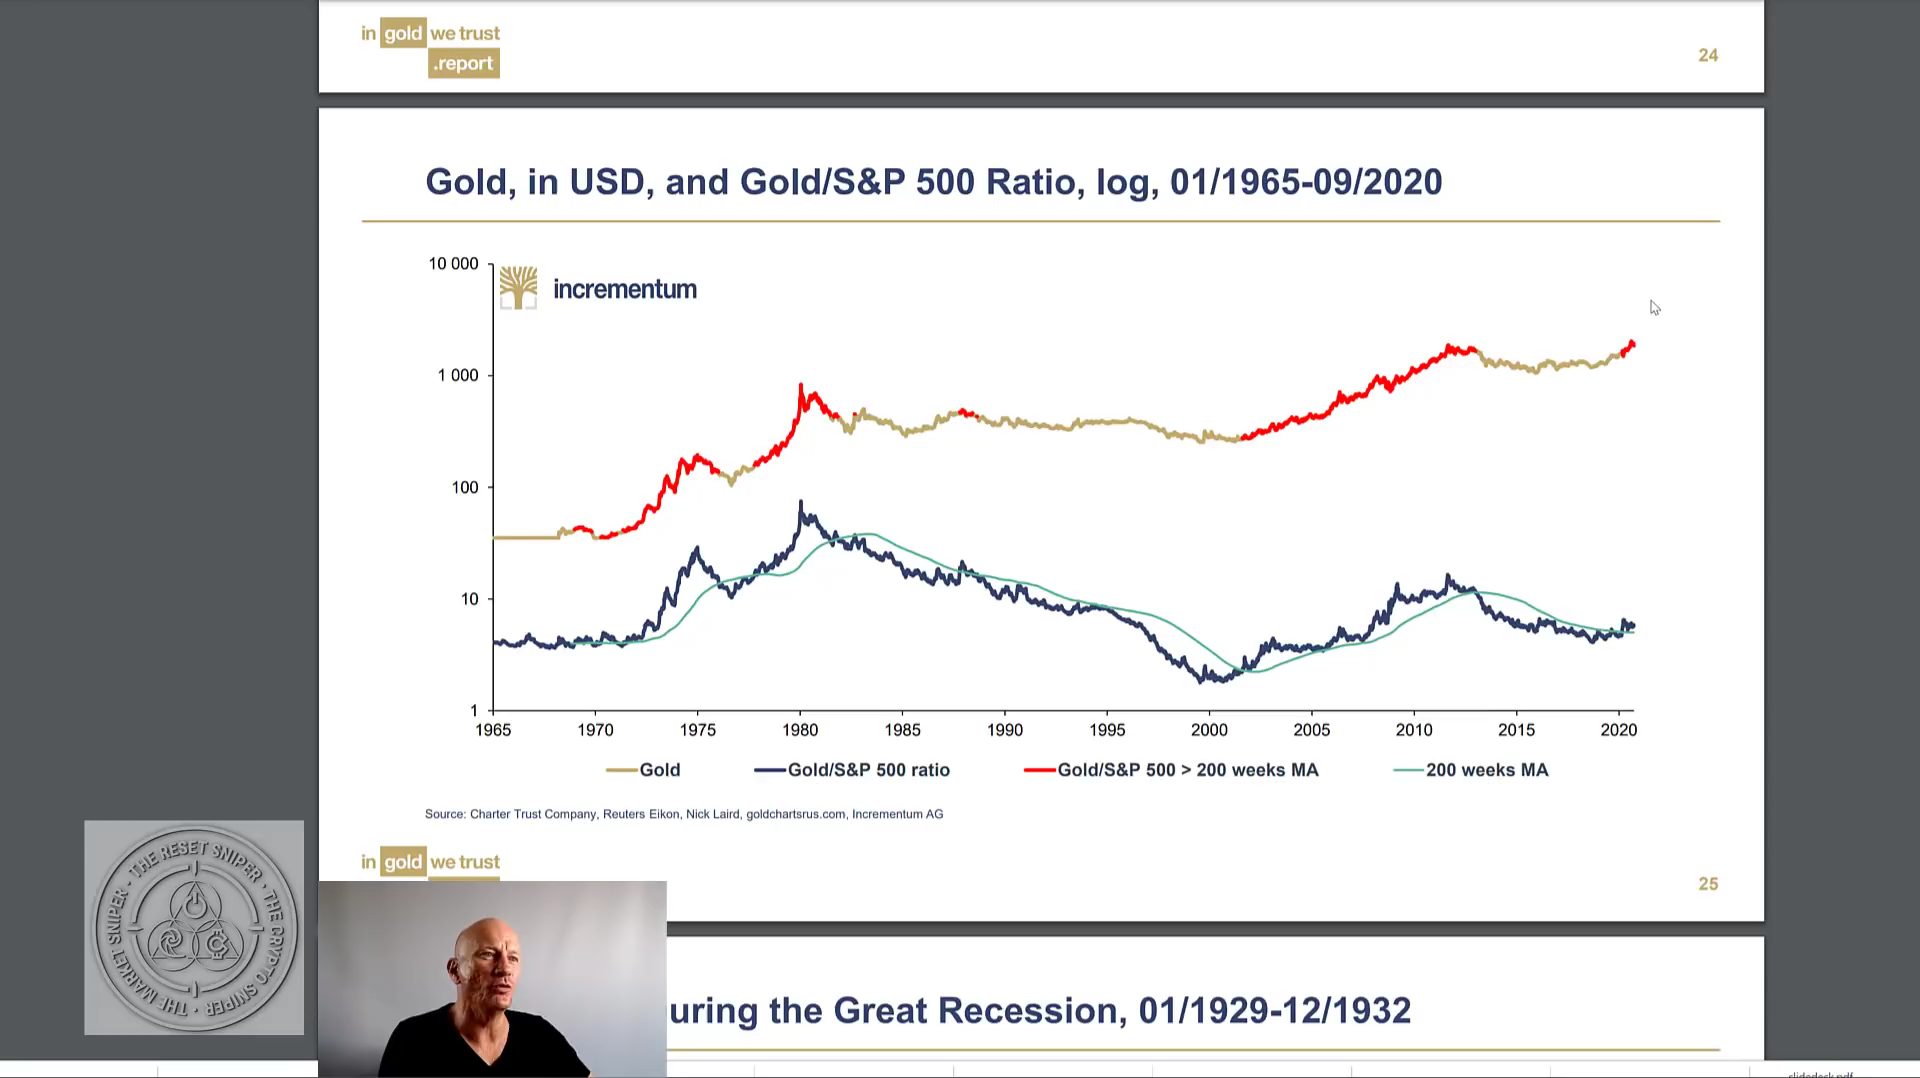 in gold we trust
.report
24
Gold, in USD, and Gold/S&P 500 Ratio, log, 01/1965-09/2020
10 000
incrementum
1 000
100
10
1
1965 1970 1975 1980 1985 1990 1995 2000 2005 2010 2015 2020
Gold Gold/S&P 500 ratio Gold/S&P 500 > 200 weeks MA 200 weeks MA
Source: Charter Trust Company, Reuters Eikon, Nick Laird, goldchartsrus.com, Incrementum AG
in gold we trust
25
THE RESET SNIPER · THE CRYPTO SNIPER · THE MARKET SNIPER ·
uring the Great Recession, 01/1929-12/1932